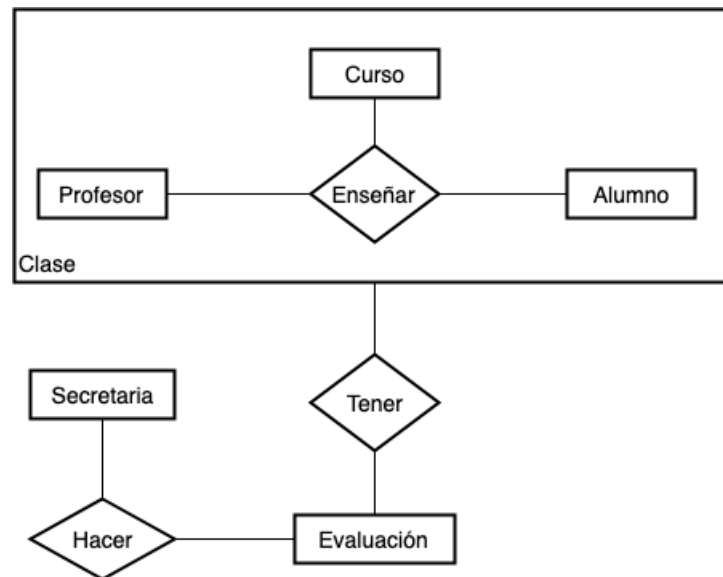 Curso
Profesor
Enseñar
Alumno
Clase
Secretaria
Tener
Hacer
Evaluación